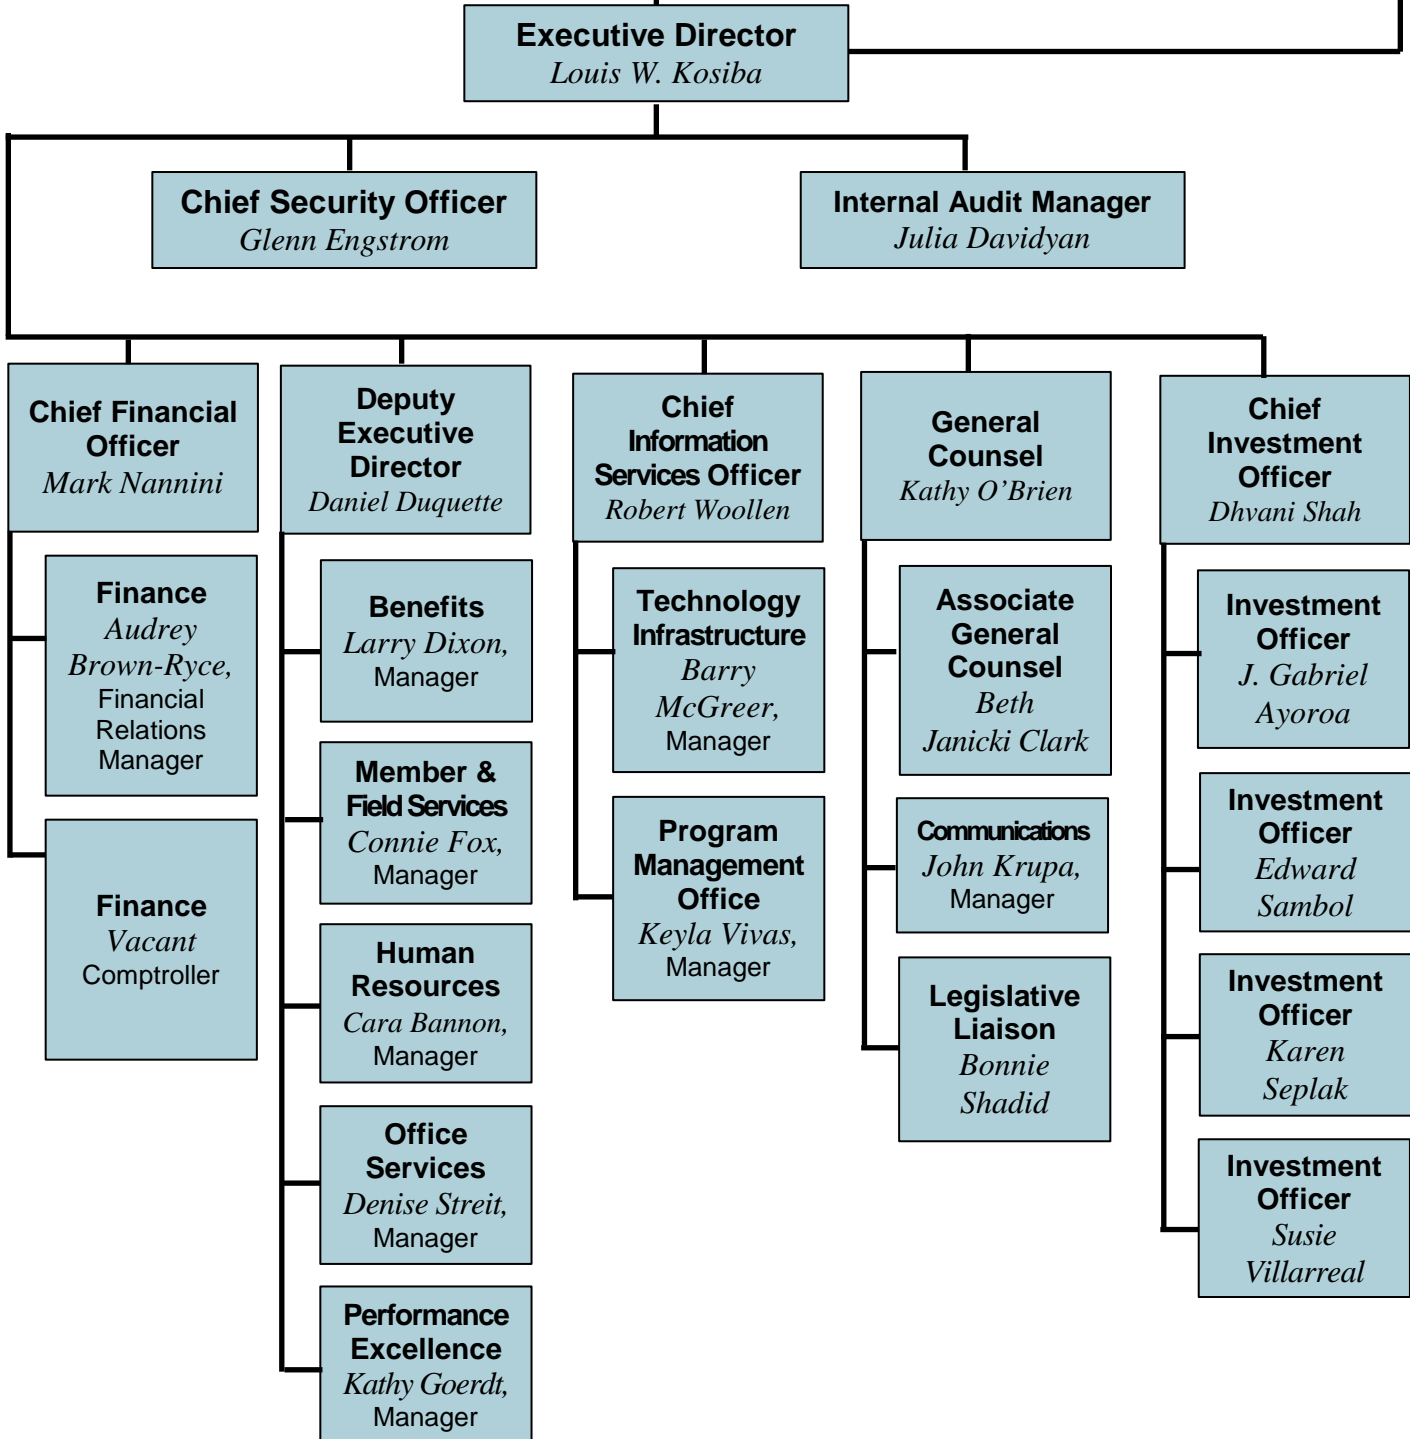 Executive Director
Louis W. Kosiba
Chief Security Officer
Glenn Engstrom
Internal Audit Manager
Julia Davidyan
Chief Financial
Officer
Mark Nannini
Finance
Audrey
Brown-Ryce,
Financial
Relations
Manager
Finance
Vacant
Comptroller
Deputy
Executive
Director
Daniel Duquette
Benefits
Larry Dixon,
Manager
Member &
Field Services
Connie Fox,
Manager
Human
Resources
Cara Bannon,
Manager
Office
Services
Denise Streit,
Manager
Performance
Excellence
Kathy Goerdt,
Manager
Chief
Information
Services Officer
Robert Woollen
Technology
Infrastructure
Barry
McGreer,
Manager
Program
Management
Office
Keyla Vivas,
Manager
General
Counsel
Kathy O’Brien
Associate
General
Counsel
Beth
Janicki Clark
Communications
John Krupa,
Manager
Legislative
Liaison
Bonnie
Shadid
Chief
Investment
Officer
Dhvani Shah
Investment
Officer
J. Gabriel
Ayoroa
Investment
Officer
Edward
Sambol
Investment
Officer
Karen
Seplak
Investment
Officer
Susie
Villarreal